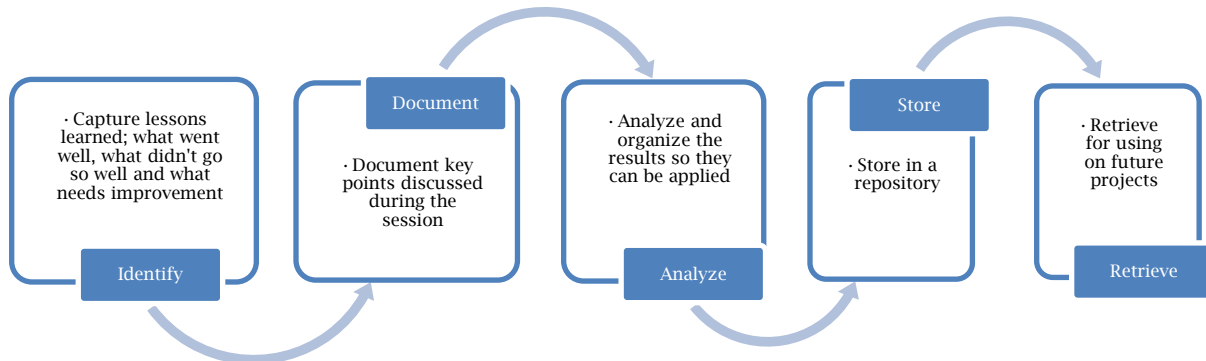 · Capture lessons
learned; what went
well, what didn't go
so well and what
needs improvement
Identify
Document
· Document key
points discussed
during the
session
· Analyze and
organize the
results so they
can be applied
Analyze
Store
· Store in a
repository
· Retrieve
for using
on future
projects
Retrieve